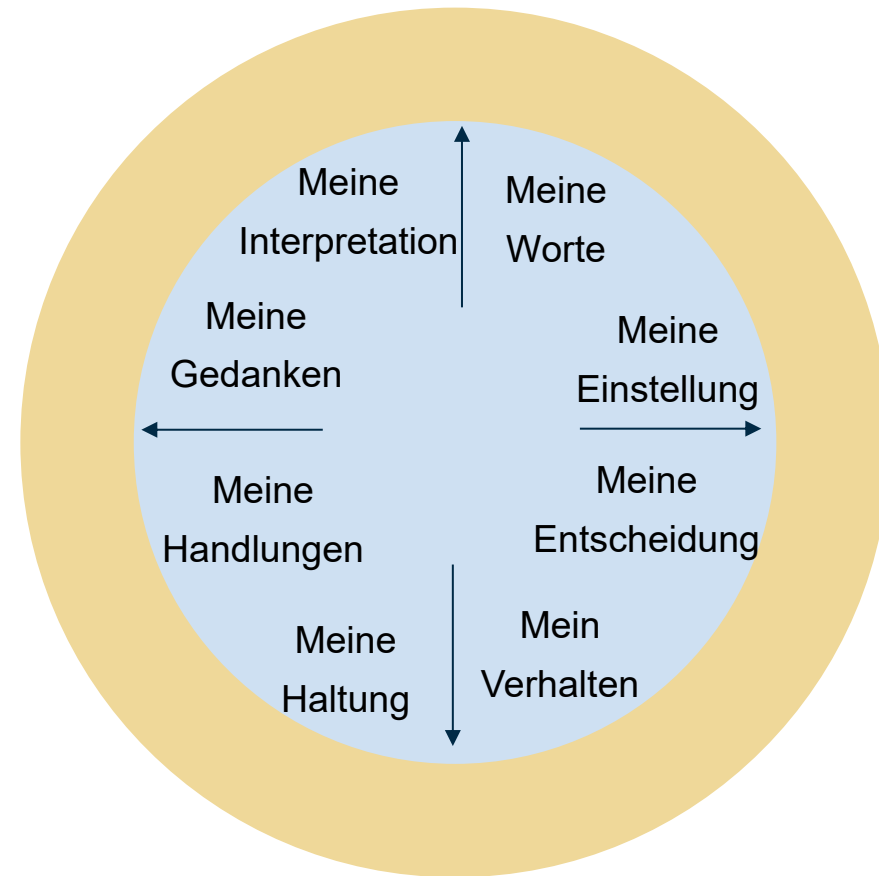 Meine
Interpretation
Meine
Worte
Meine
Gedanken
Meine
Einstellung
Meine
Handlungen
Meine
Entscheidung
Meine
Haltung
Mein
Verhalten